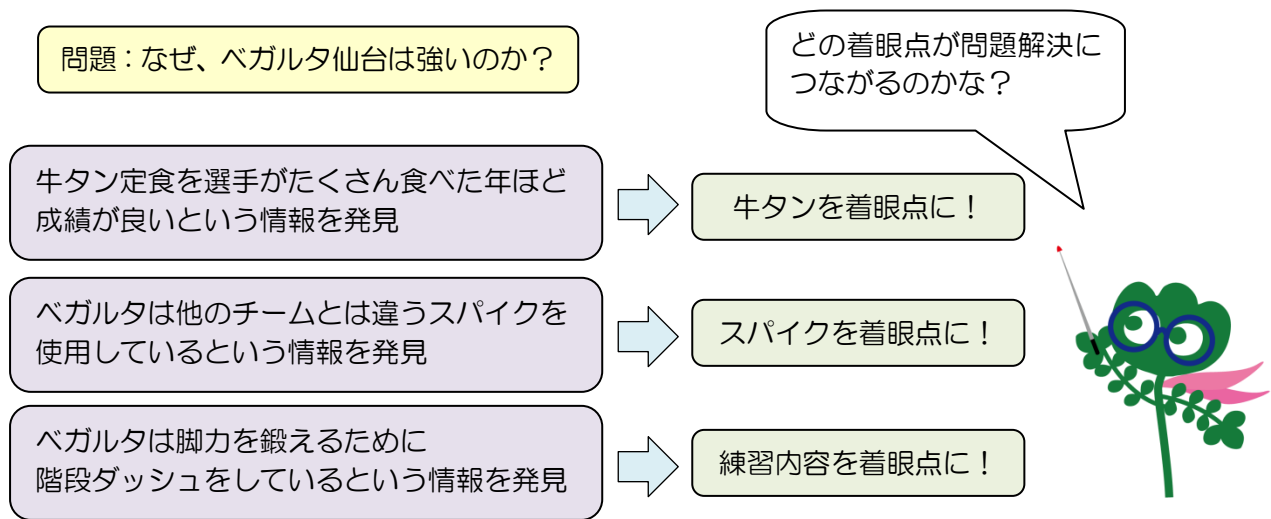 問題：なぜ、ベガルタ仙台は強いのか？
どの着眼点が問題解決に
つながるのかな？
牛タン定食を選手がたくさん食べた年ほど
成績が良いという情報を発見
牛タンを着眼点に！
ベガルタは他のチームとは違うスパイクを
使用しているという情報を発見
スパイクを着眼点に！
ベガルタは脚力を鍛えるために
階段ダッシュをしているという情報を発見
練習内容を着眼点に！